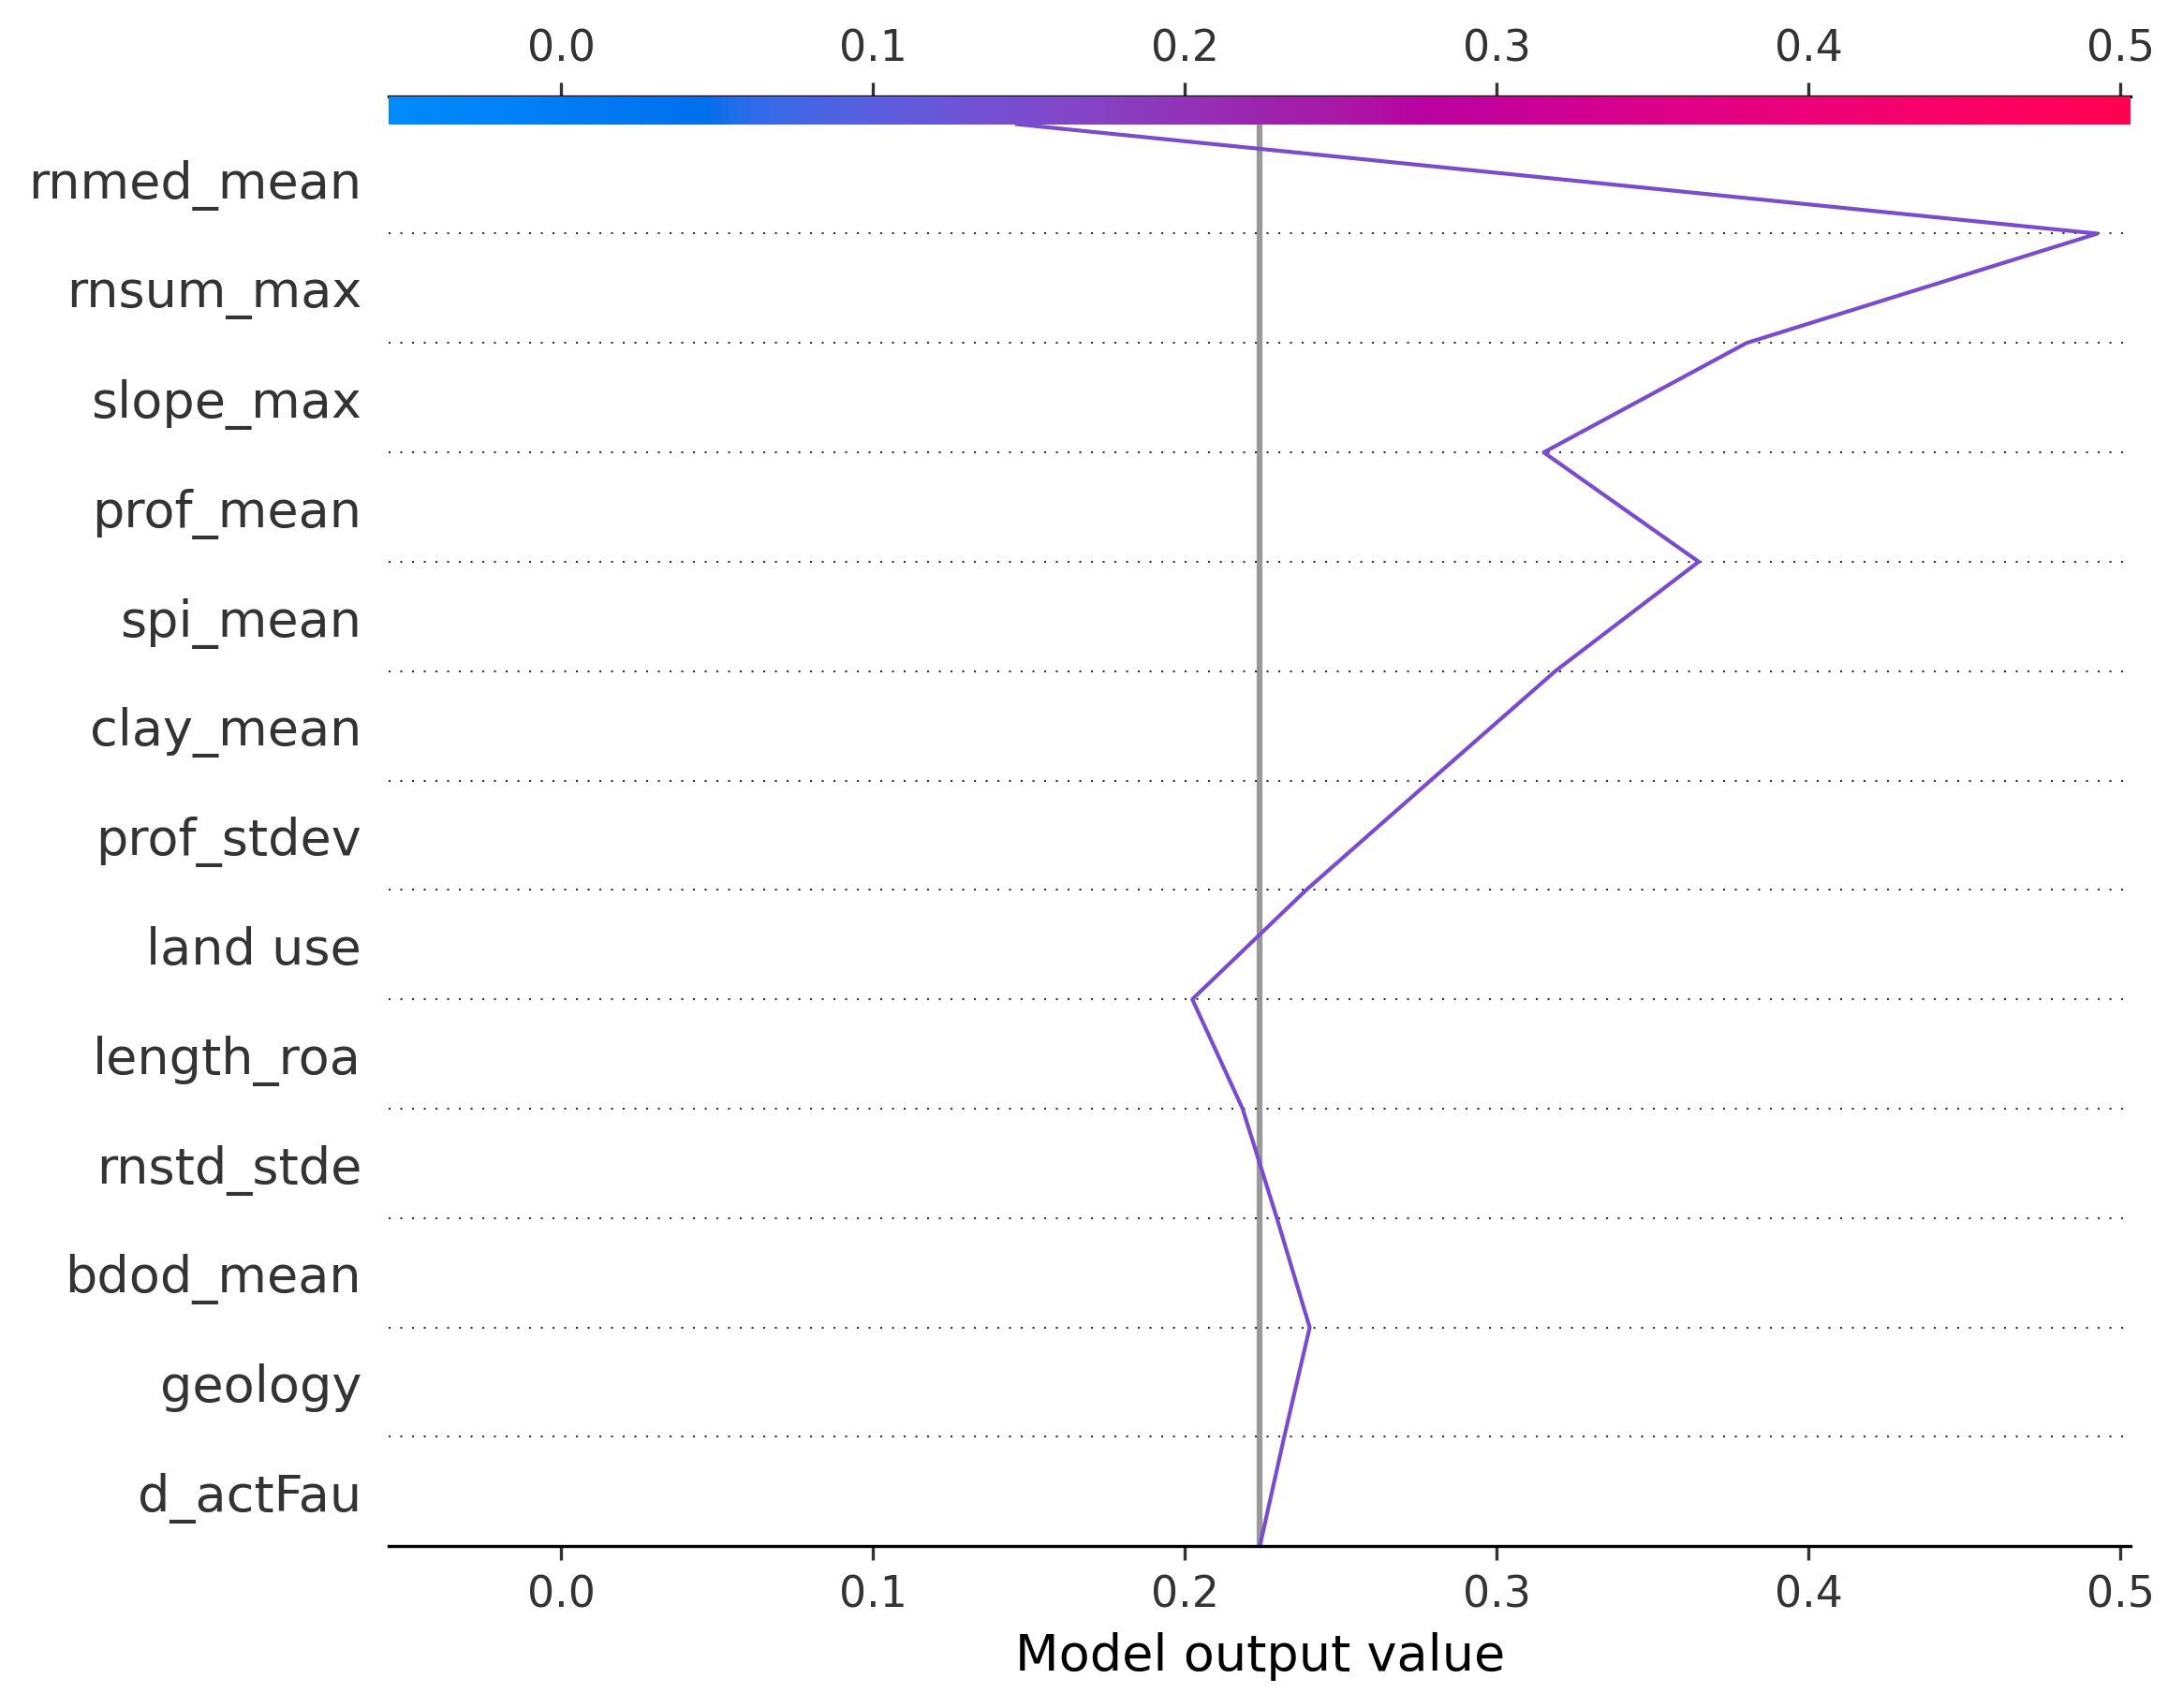 0.0 0.1 0.2 0.3 0.4 0.5
rnmed_mean
rnsum_max
slope_max
prof_mean
spi_mean
clay_mean
prof_stdev
land use
length_roa
rnstd_stde
bdod_mean
geology
d_actFau
0.0 0.1 0.2 0.3 0.4 0.5
Model output value